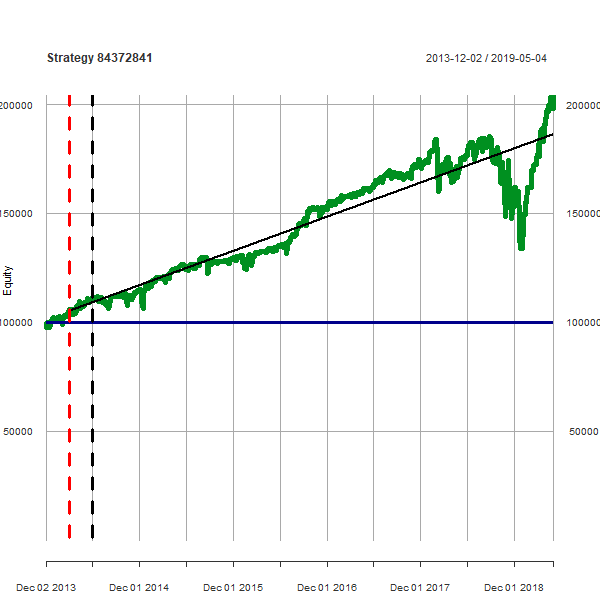 Strategy 84372841
2013-12-02 / 2019-05-04
200000
200000
150000
150000
Equity
100000
100000
50000
50000
Dec 02 2013
Dec 01 2014
Dec 01 2015
Dec 01 2016
Dec 01 2017
Dec 01 2018